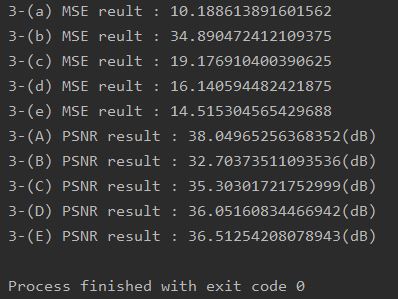 3-(a) MSE reult : 10.188613891601562
3-(b) MSE reult : 34.890472412109375
3-(c) MSE reult : 19.176910400390625
3-(d) MSE reult : 16.140594482421875
3-(e) MSE reult : 14.515304565429688
3-(A) PSNR result : 38.04965256368352(dB)
3-(B) PSNR result : 32.70373511093536(dB)
3-(C) PSNR result : 35.30301721752999(dB)
3-(D) PSNR result : 36.05160834466942(dB)
3-(E) PSNR result : 36.51254208078943(dB)
Process finished with exit code 0